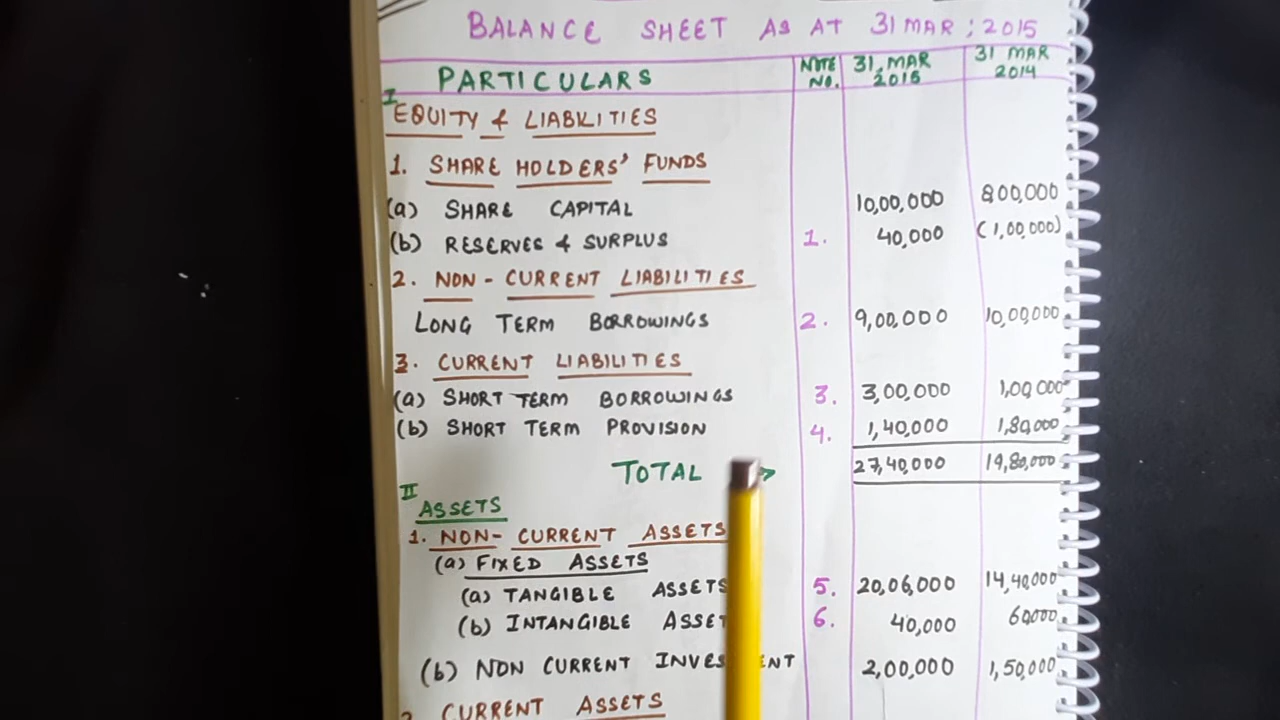 BALANCE SHEET AS AT 31 MAR ; 2015
PARTICULARS NOTE NO. 31 MAR 2015 31 MAR 2014
I
EQUITY & LIABILITIES
1. SHARE HOLDERS' FUNDS
(a) SHARE CAPITAL 10,00,000 800,000
(b) RESERVES & SURPLUS 1. 40,000 (1,00,000)
2. NON - CURRENT LIABILITIES
LONG TERM BORROWINGS 2. 9,00,000 10,00,000
3. CURRENT LIABILITIES
(a) SHORT TERM BORROWINGS 3. 3,00,000 1,00,000
(b) SHORT TERM PROVISION 4. 1,40,000 1,80,000
TOTAL → 27,40,000 19,80,000
II
ASSETS
1. NON - CURRENT ASSETS
(a) FIXED ASSETS
(a) TANGIBLE ASSETS 5. 20,06,000 14,40,000
(b) INTANGIBLE ASSE 6. 40,000 60,000
(b) NON CURRENT INVES ENT 2,00,000 1,50,000
CURRENT ASSETS